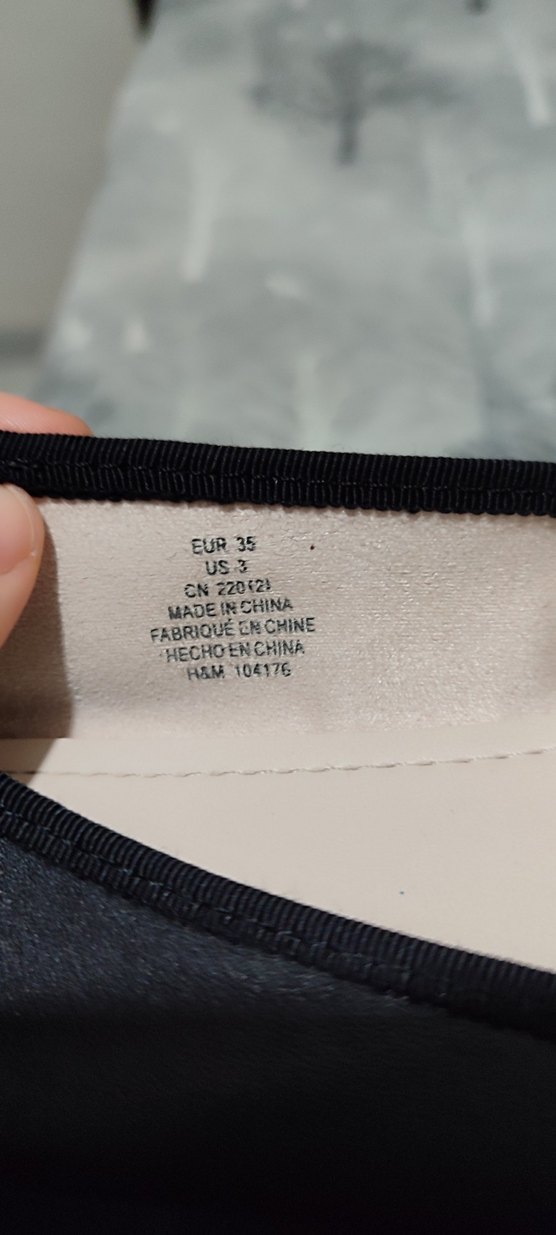 EUR 35
US 3
CN 220(2)
MADE IN CHINA
FABRIQUÉ EN CHINE
HECHO EN CHINA
H&M 104176